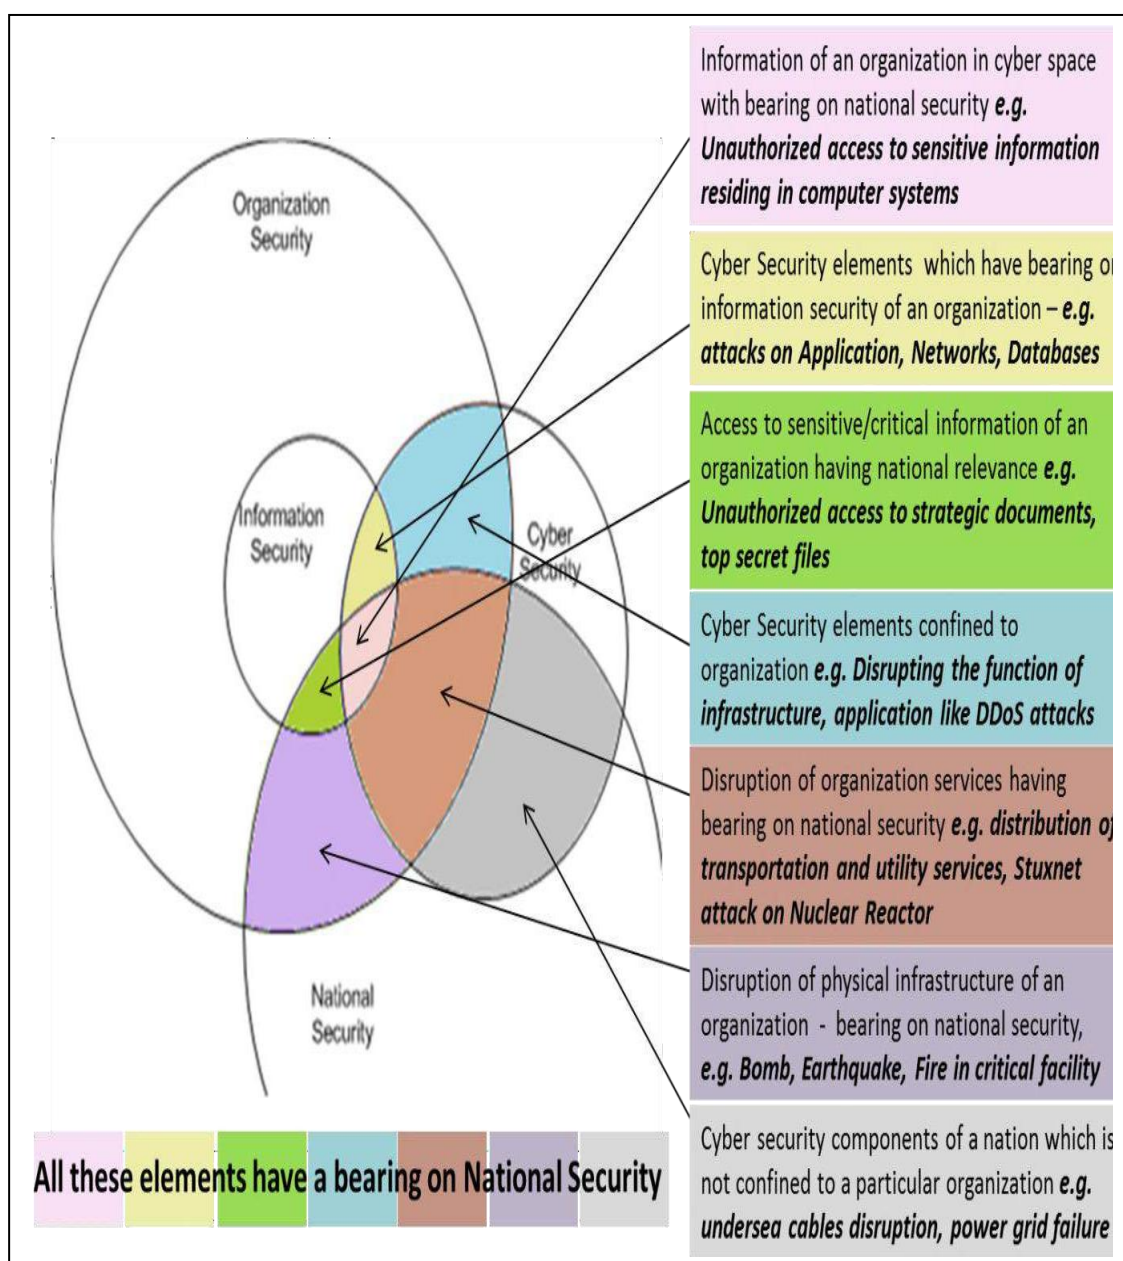 Organization
Security
Information
Security
Cyber
Security
National
Security
Information of an organization in cyber space
with bearing on national security e.g.
Unauthorized access to sensitive information
residing in computer systems
Cyber Security elements which have bearing on
information security of an organization – e.g.
attacks on Application, Networks, Databases
Access to sensitive/critical information of an
organization having national relevance e.g.
Unauthorized access to strategic documents,
top secret files
Cyber Security elements confined to
organization e.g. Disrupting the function of
infrastructure, application like DDoS attacks
Disruption of organization services having
bearing on national security e.g. distribution of
transportation and utility services, Stuxnet
attack on Nuclear Reactor
Disruption of physical infrastructure of an
organization - bearing on national security,
e.g. Bomb, Earthquake, Fire in critical facility
Cyber security components of a nation which is
not confined to a particular organization e.g.
undersea cables disruption, power grid failure
All these elements have a bearing on National Security